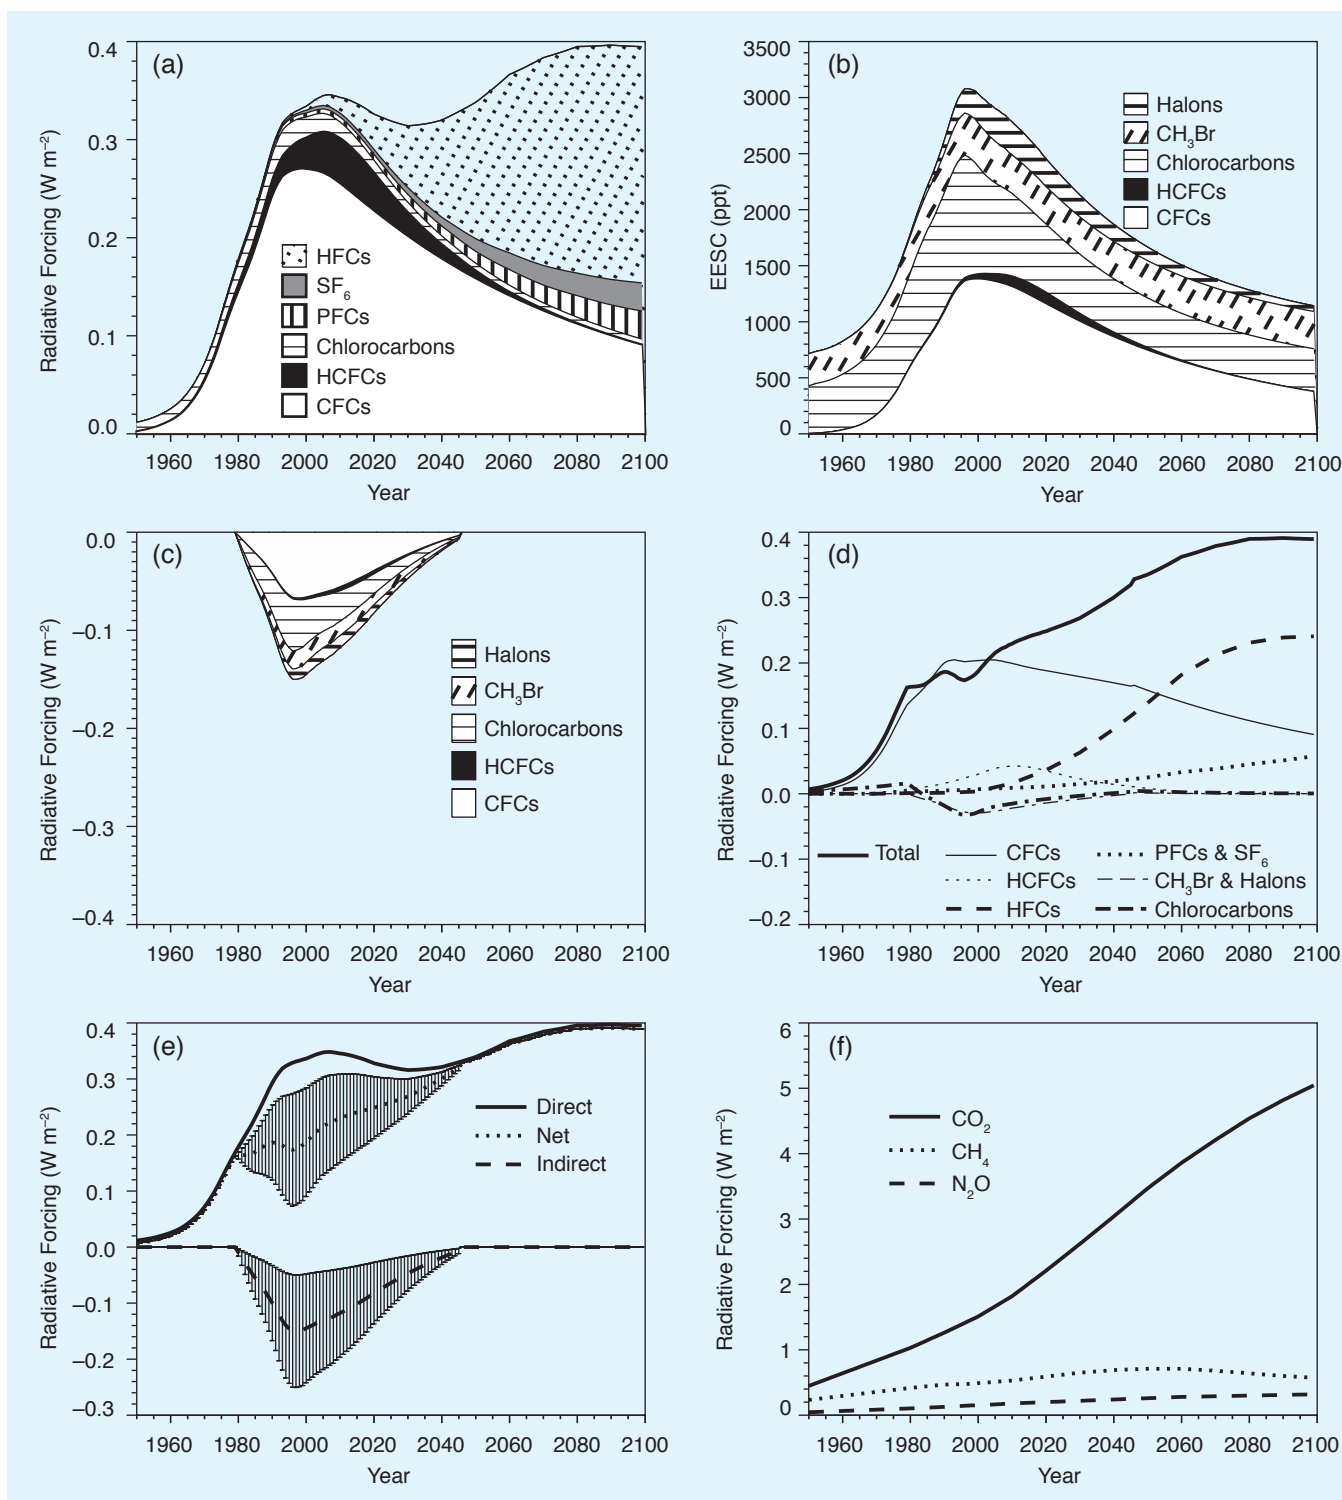 (a)
0.4
0.3
0.2
0.1
0.0
Radiative Forcing (W m–2)
HFCs
SF6
PFCs
Chlorocarbons
HCFCs
CFCs
1960 1980 2000 2020 2040 2060 2080 2100
Year
(b)
3500
3000
2500
2000
1500
1000
500
0
EESC (ppt)
Halons
CH3Br
Chlorocarbons
HCFCs
CFCs
1960 1980 2000 2020 2040 2060 2080 2100
Year
(c)
0.0
–0.1
–0.2
–0.3
–0.4
Radiative Forcing (W m–2)
Halons
CH3Br
Chlorocarbons
HCFCs
CFCs
1960 1980 2000 2020 2040 2060 2080 2100
Year
(d)
0.4
0.3
0.2
0.1
0.0
–0.1
–0.2
Radiative Forcing (W m–2)
Total CFCs PFCs & SF6
HCFCs CH3Br & Halons
HFCs Chlorocarbons
1960 1980 2000 2020 2040 2060 2080 2100
Year
(e)
0.4
0.3
0.2
0.1
0.0
–0.1
–0.2
–0.3
Radiative Forcing (W m–2)
Direct
Net
Indirect
1960 1980 2000 2020 2040 2060 2080 2100
Year
(f)
6
5
4
3
2
1
0
Radiative Forcing (W m–2)
CO2
CH4
N2O
1960 1980 2000 2020 2040 2060 2080 2100
Year